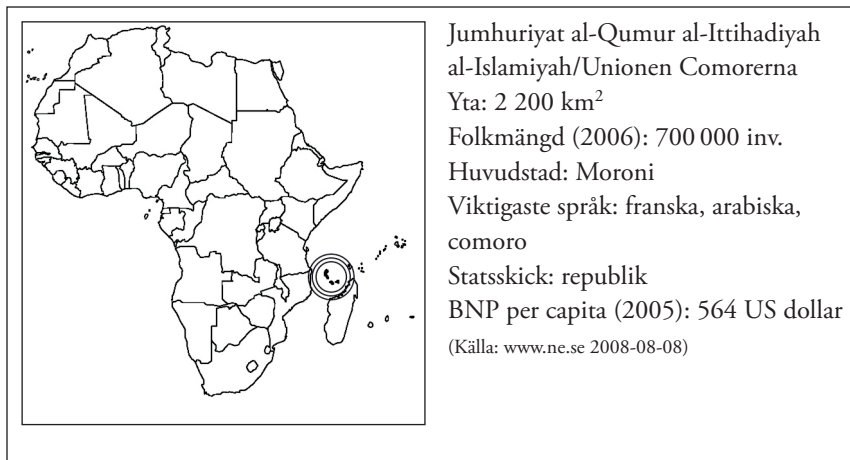 Jumhuriyat al-Qumur al-Ittihadiyah
al-Islamiyah/Unionen Comorerna
Yta: 2 200 km²
Folkmängd (2006): 700 000 inv.
Huvudstad: Moroni
Viktigaste språk: franska, arabiska,
comoro
Statsskick: republik
BNP per capita (2005): 564 US dollar
(Källa: www.ne.se 2008-08-08)